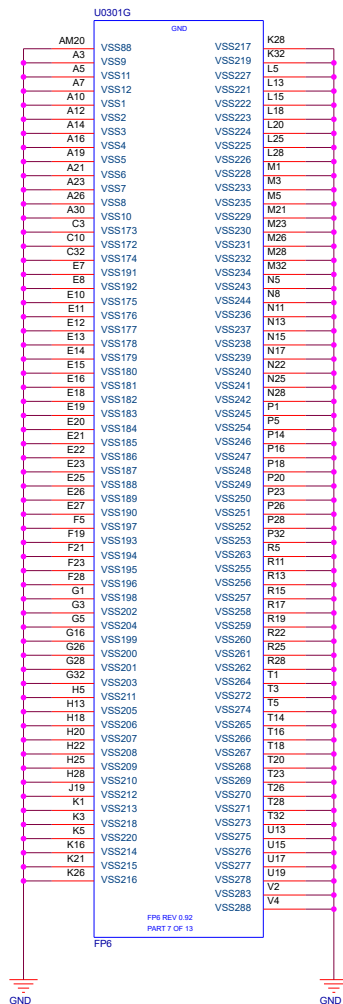 U0301G
GND
AM20 VSS88 VSS217 K28
A3 VSS9 VSS219 K32
A5 VSS11 VSS227 L5
A7 VSS12 VSS221 L13
A10 VSS1 VSS222 L15
A12 VSS2 VSS223 L18
A14 VSS3 VSS224 L20
A16 VSS4 VSS225 L25
A19 VSS5 VSS226 L28
A21 VSS6 VSS228 M1
A23 VSS7 VSS233 M3
A26 VSS8 VSS235 M5
A30 VSS10 VSS229 M21
C3 VSS173 VSS230 M23
C10 VSS172 VSS231 M26
C32 VSS174 VSS232 M28
E7 VSS191 VSS234 M32
E8 VSS192 VSS243 N5
E10 VSS175 VSS244 N8
E11 VSS176 VSS236 N11
E12 VSS177 VSS237 N13
E13 VSS178 VSS238 N15
E14 VSS179 VSS239 N17
E15 VSS180 VSS240 N22
E16 VSS181 VSS241 N25
E18 VSS182 VSS242 N28
E19 VSS183 VSS245 P1
E20 VSS184 VSS254 P5
E21 VSS185 VSS246 P14
E22 VSS186 VSS247 P16
E23 VSS187 VSS248 P18
E25 VSS188 VSS249 P20
E26 VSS189 VSS250 P23
E27 VSS190 VSS251 P26
F5 VSS197 VSS252 P28
F19 VSS193 VSS253 P32
F21 VSS194 VSS263 R5
F23 VSS195 VSS255 R11
F28 VSS196 VSS256 R13
G1 VSS198 VSS257 R15
G3 VSS202 VSS258 R17
G5 VSS204 VSS259 R19
G16 VSS199 VSS260 R22
G26 VSS200 VSS261 R25
G28 VSS201 VSS262 R28
G32 VSS203 VSS264 T1
H5 VSS211 VSS272 T3
H13 VSS205 VSS274 T5
H18 VSS206 VSS265 T14
H20 VSS207 VSS266 T16
H22 VSS208 VSS267 T18
H25 VSS209 VSS268 T20
H28 VSS210 VSS269 T23
J19 VSS212 VSS270 T26
K1 VSS213 VSS271 T28
K3 VSS218 VSS273 T32
K5 VSS220 VSS275 U13
K16 VSS214 VSS276 U15
K21 VSS215 VSS277 U17
K26 VSS216 VSS278 U19
VSS283 V2
VSS288 V4
FP6 REV 0.92
PART 7 OF 13
FP6
GND GND